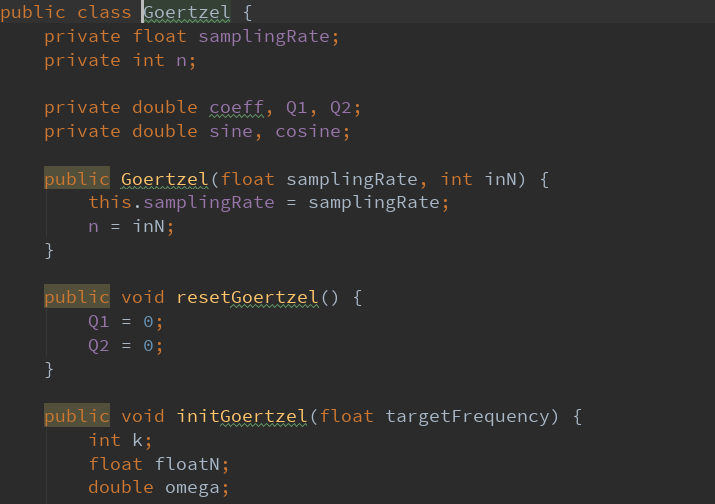 public class Goertzel {
    private float samplingRate;
    private int n;

    private double coeff, Q1, Q2;
    private double sine, cosine;

    public Goertzel(float samplingRate, int inN) {
        this.samplingRate = samplingRate;
        n = inN;
    }

    public void resetGoertzel() {
        Q1 = 0;
        Q2 = 0;
    }

    public void initGoertzel(float targetFrequency) {
        int k;
        float floatN;
        double omega;